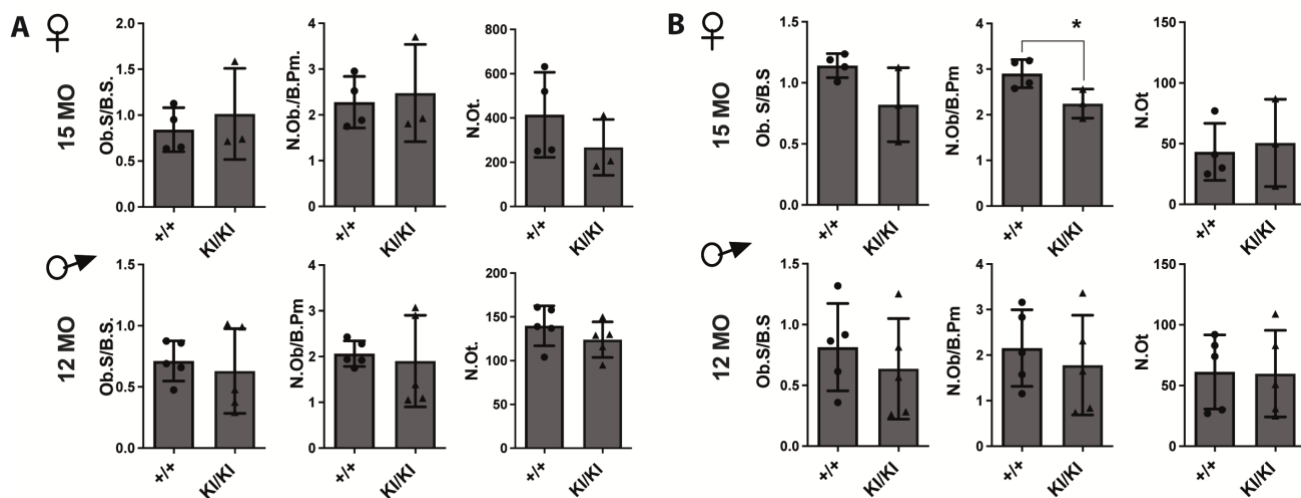 A ♀ 15 MO
Ob.S/B.S.
2.0
1.5
1.0
0.5
0.0
+/+ KI/KI
N.Ob./B.Pm.
4
3
2
1
0
+/+ KI/KI
N.Ot.
800
600
400
200
0
+/+ KI/KI
12 MO
Ob.S/B.S.
1.5
1.0
0.5
0.0
+/+ KI/KI
N.Ob/B.Pm
4
3
2
1
0
+/+ KI/KI
N.Ot.
200
150
100
50
0
+/+ KI/KI
B ♀ 15 MO
Ob. S/B.S
1.5
1.0
0.5
0.0
+/+ KI/KI
N.Ob/B.Pm
*
4
3
2
1
0
+/+ KI/KI
N.Ot
150
100
50
0
+/+ KI/KI
12 MO
Ob.S/B.S
1.5
1.0
0.5
0.0
+/+ KI/KI
N.Ob/B.Pm
4
3
2
1
0
+/+ KI/KI
N.Ot
150
100
50
0
+/+ KI/KI